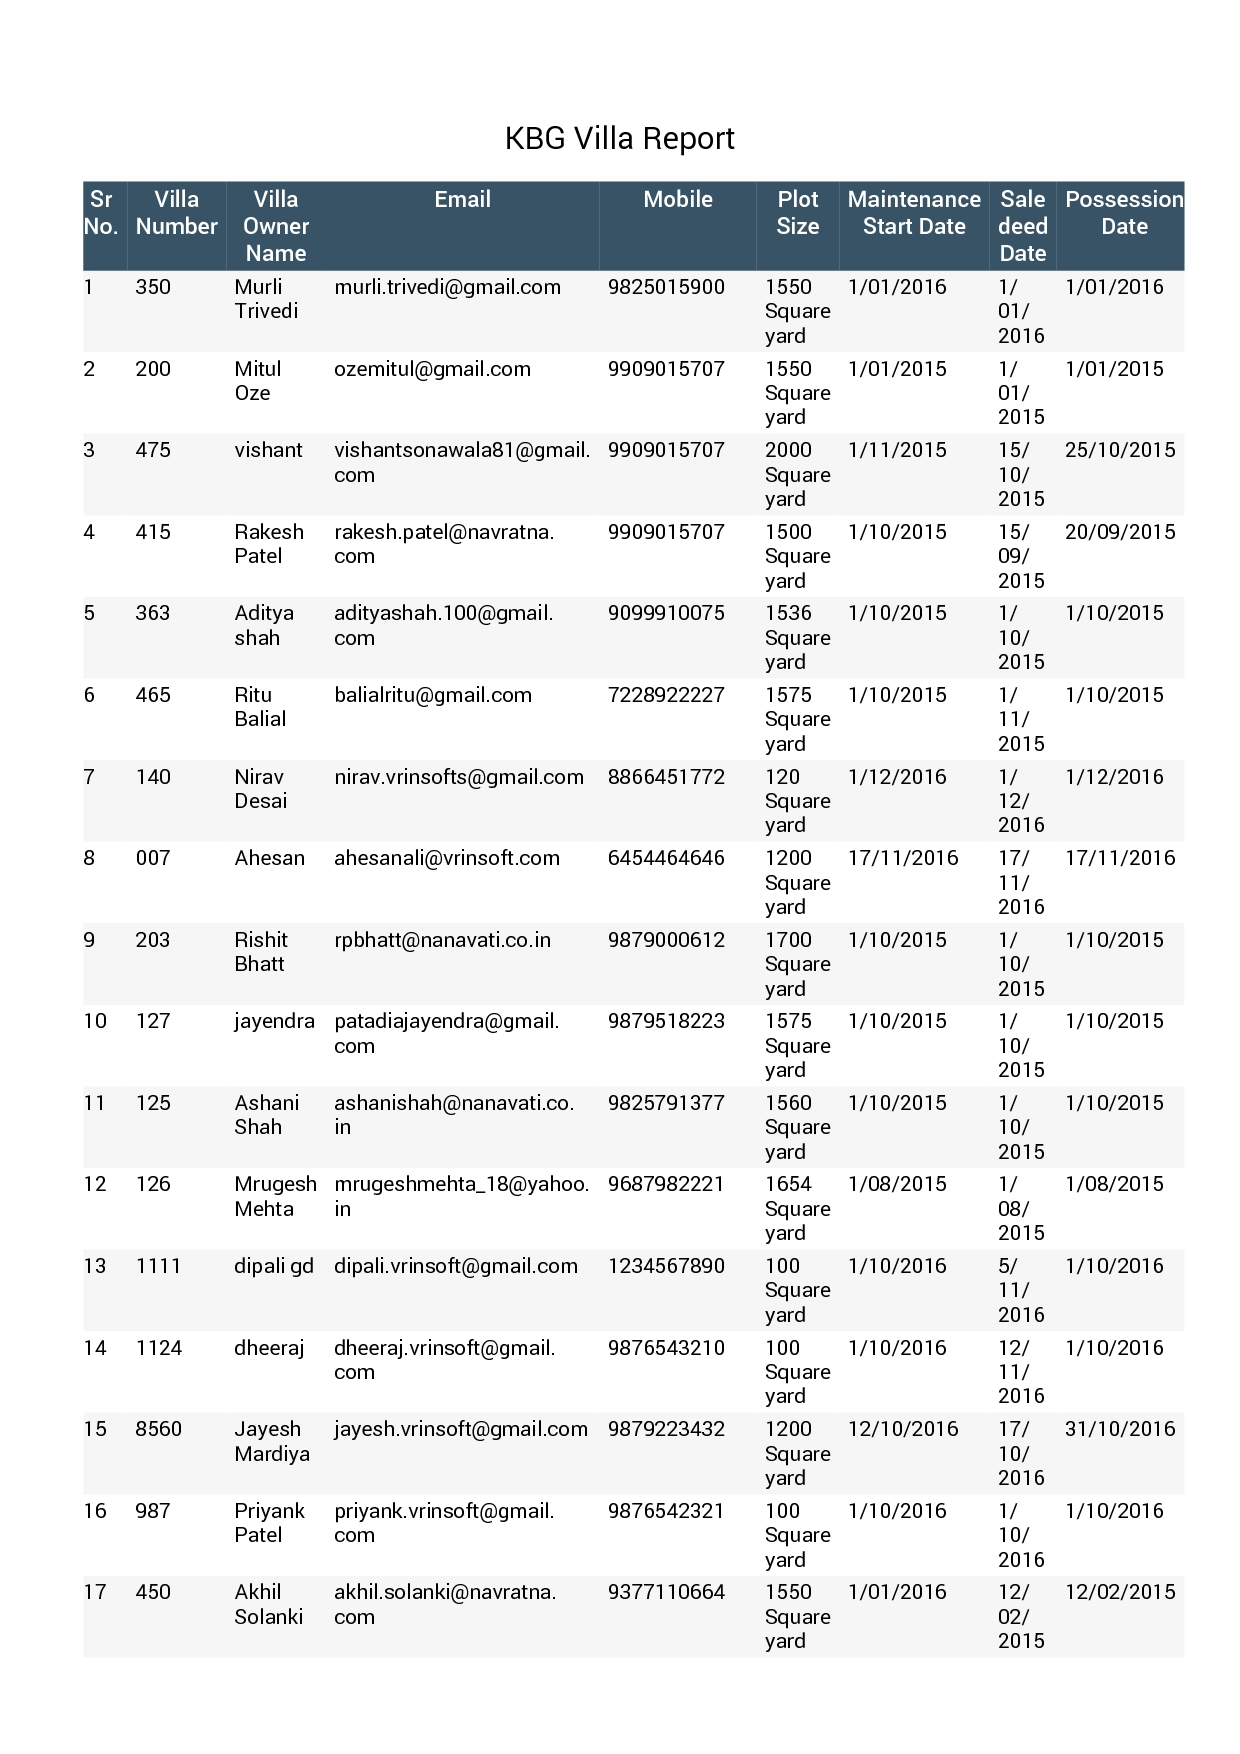 KBG Villa Report
Sr No. Villa Number Villa Owner Name Email Mobile Plot Size Maintenance Start Date Sale deed Date Possession Date
1 350 Murli Trivedi murli.trivedi@gmail.com 9825015900 1550 Square yard 1/01/2016 1/01/2016 1/01/2016
2 200 Mitul Oze ozemitul@gmail.com 9909015707 1550 Square yard 1/01/2015 1/01/2015 1/01/2015
3 475 vishant vishantsonawala81@gmail.com 9909015707 2000 Square yard 1/11/2015 15/10/2015 25/10/2015
4 415 Rakesh Patel rakesh.patel@navratna.com 9909015707 1500 Square yard 1/10/2015 15/09/2015 20/09/2015
5 363 Aditya shah adityashah.100@gmail.com 9099910075 1536 Square yard 1/10/2015 1/10/2015 1/10/2015
6 465 Ritu Balial balialritu@gmail.com 7228922227 1575 Square yard 1/10/2015 1/11/2015 1/10/2015
7 140 Nirav Desai nirav.vrinsofts@gmail.com 8866451772 120 Square yard 1/12/2016 1/12/2016 1/12/2016
8 007 Ahesan ahesanali@vrinsoft.com 6454464646 1200 Square yard 17/11/2016 17/11/2016 17/11/2016
9 203 Rishit Bhatt rpbhatt@nanavati.co.in 9879000612 1700 Square yard 1/10/2015 1/10/2015 1/10/2015
10 127 jayendra patadiajayendra@gmail.com 9879518223 1575 Square yard 1/10/2015 1/10/2015 1/10/2015
11 125 Ashani Shah ashanishah@nanavati.co.in 9825791377 1560 Square yard 1/10/2015 1/10/2015 1/10/2015
12 126 Mrugesh Mehta mrugeshmehta_18@yahoo.in 9687982221 1654 Square yard 1/08/2015 1/08/2015 1/08/2015
13 1111 dipali gd dipali.vrinsoft@gmail.com 1234567890 100 Square yard 1/10/2016 5/11/2016 1/10/2016
14 1124 dheeraj dheeraj.vrinsoft@gmail.com 9876543210 100 Square yard 1/10/2016 12/11/2016 1/10/2016
15 8560 Jayesh Mardiya jayesh.vrinsoft@gmail.com 9879223432 1200 Square yard 12/10/2016 17/10/2016 31/10/2016
16 987 Priyank Patel priyank.vrinsoft@gmail.com 9876542321 100 Square yard 1/10/2016 1/10/2016 1/10/2016
17 450 Akhil Solanki akhil.solanki@navratna.com 9377110664 1550 Square yard 1/01/2016 12/02/2015 12/02/2015